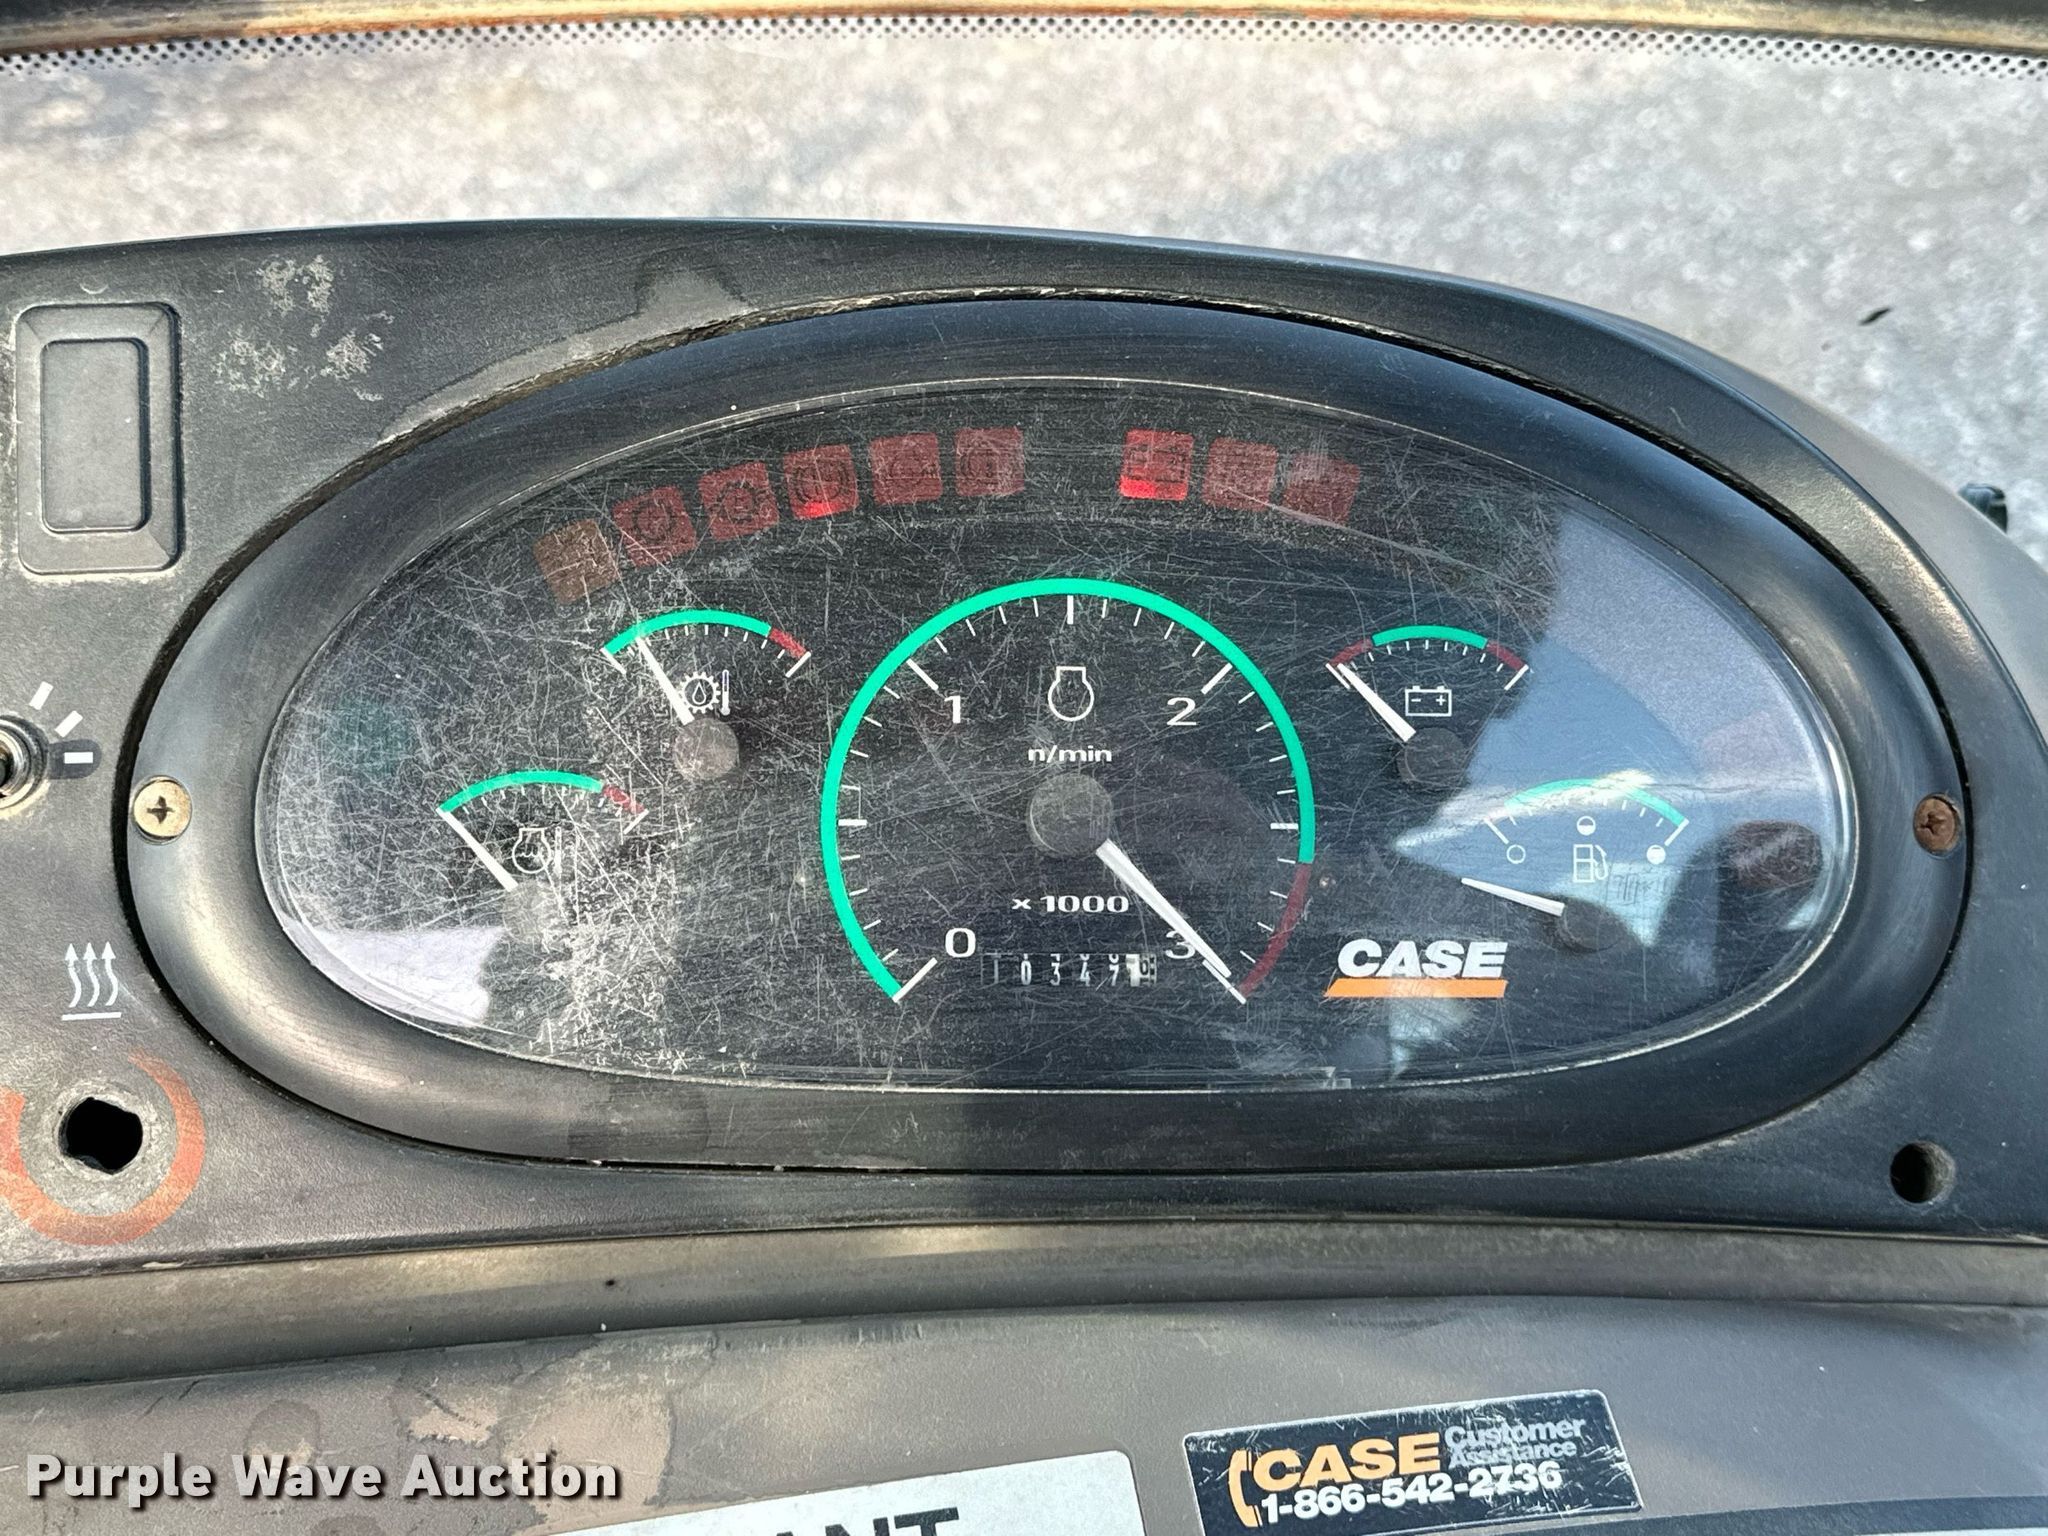 1
2
n/min
x 1000
0
3
CASE
CASE Customer
Assistance
1-866-542-2736
Purple Wave Auction